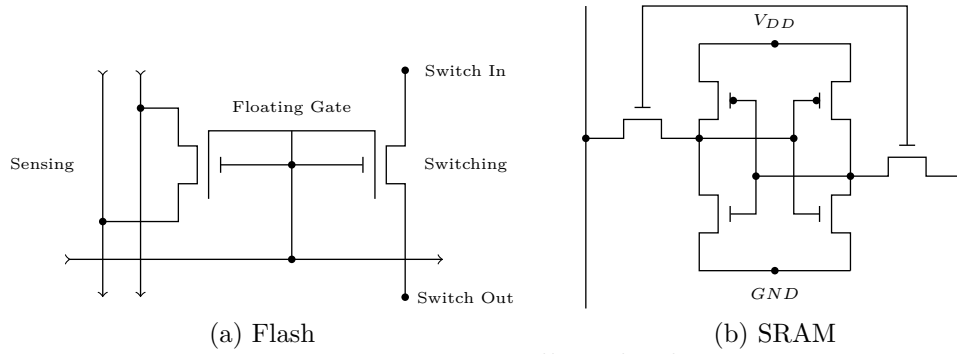 V_DD
Switch In
Floating Gate
Sensing
Switching
Switch Out
GND
(a) Flash
(b) SRAM